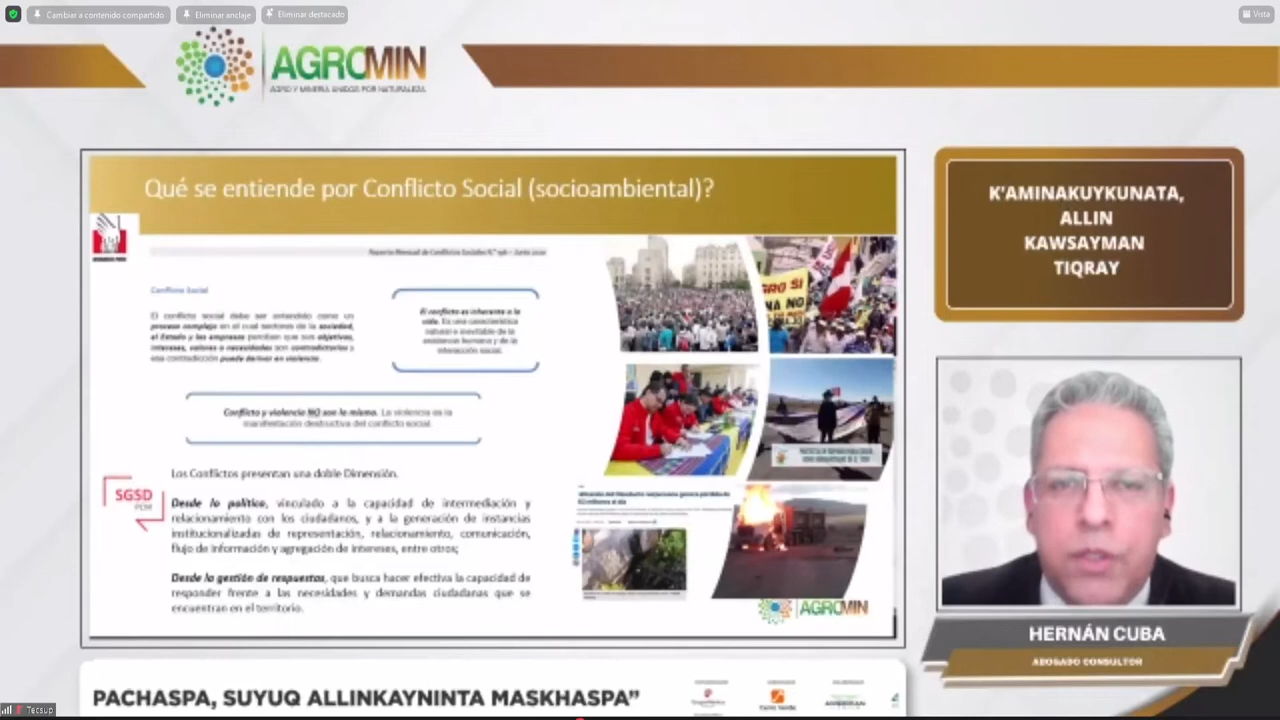 Cambiar a contenido compartido
Eliminar anclaje
Eliminar destacado
Vista
AGROMIN
AGRO Y MINERÍA UNIDOS POR NATURALEZA
Qué se entiende por Conflicto Social (socioambiental)?
Conflicto Social
El conflicto social debe ser entendido como un
proceso complejo en el cual sectores de la sociedad,
el Estado y las empresas perciben que sus objetivos,
intereses, valores o necesidades son contradictorios y
esa contradicción puede derivar en violencia.
El conflicto es inherente a la
vida. Es una característica
natural e inevitable de la
existencia humana y de la
interacción social.
Conflicto y violencia NO son lo mismo. La violencia es la
manifestación destructiva del conflicto social.
Los Conflictos presentan una doble Dimensión.
SGSD
PERÚ
Desde lo político, vinculado a la capacidad de intermediación y
relacionamiento con los ciudadanos, y a la generación de instancias
institucionalizadas de representación, relacionamiento, comunicación,
flujo de información y agregación de intereses, entre otros;
Desde la gestión de respuestas, que busca hacer efectiva la capacidad de
responder frente a las necesidades y demandas ciudadanas que se
encuentran en el territorio.
AGROMIN
K'AMINAKUYKUNATA,
ALLIN
KAWSAYMAN
TIQRAY
HERNÁN CUBA
ABOGADO CONSULTOR
PACHASPA, SUYUQ ALLINKAYNINTA MASKHASPA”
Cerro Verde
Tecsup